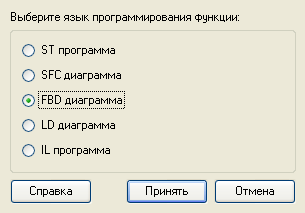 Выберите язык программирования функции:
ST программа
SFC диаграмма
FBD диаграмма
LD диаграмма
IL программа
Справка Принять Отмена